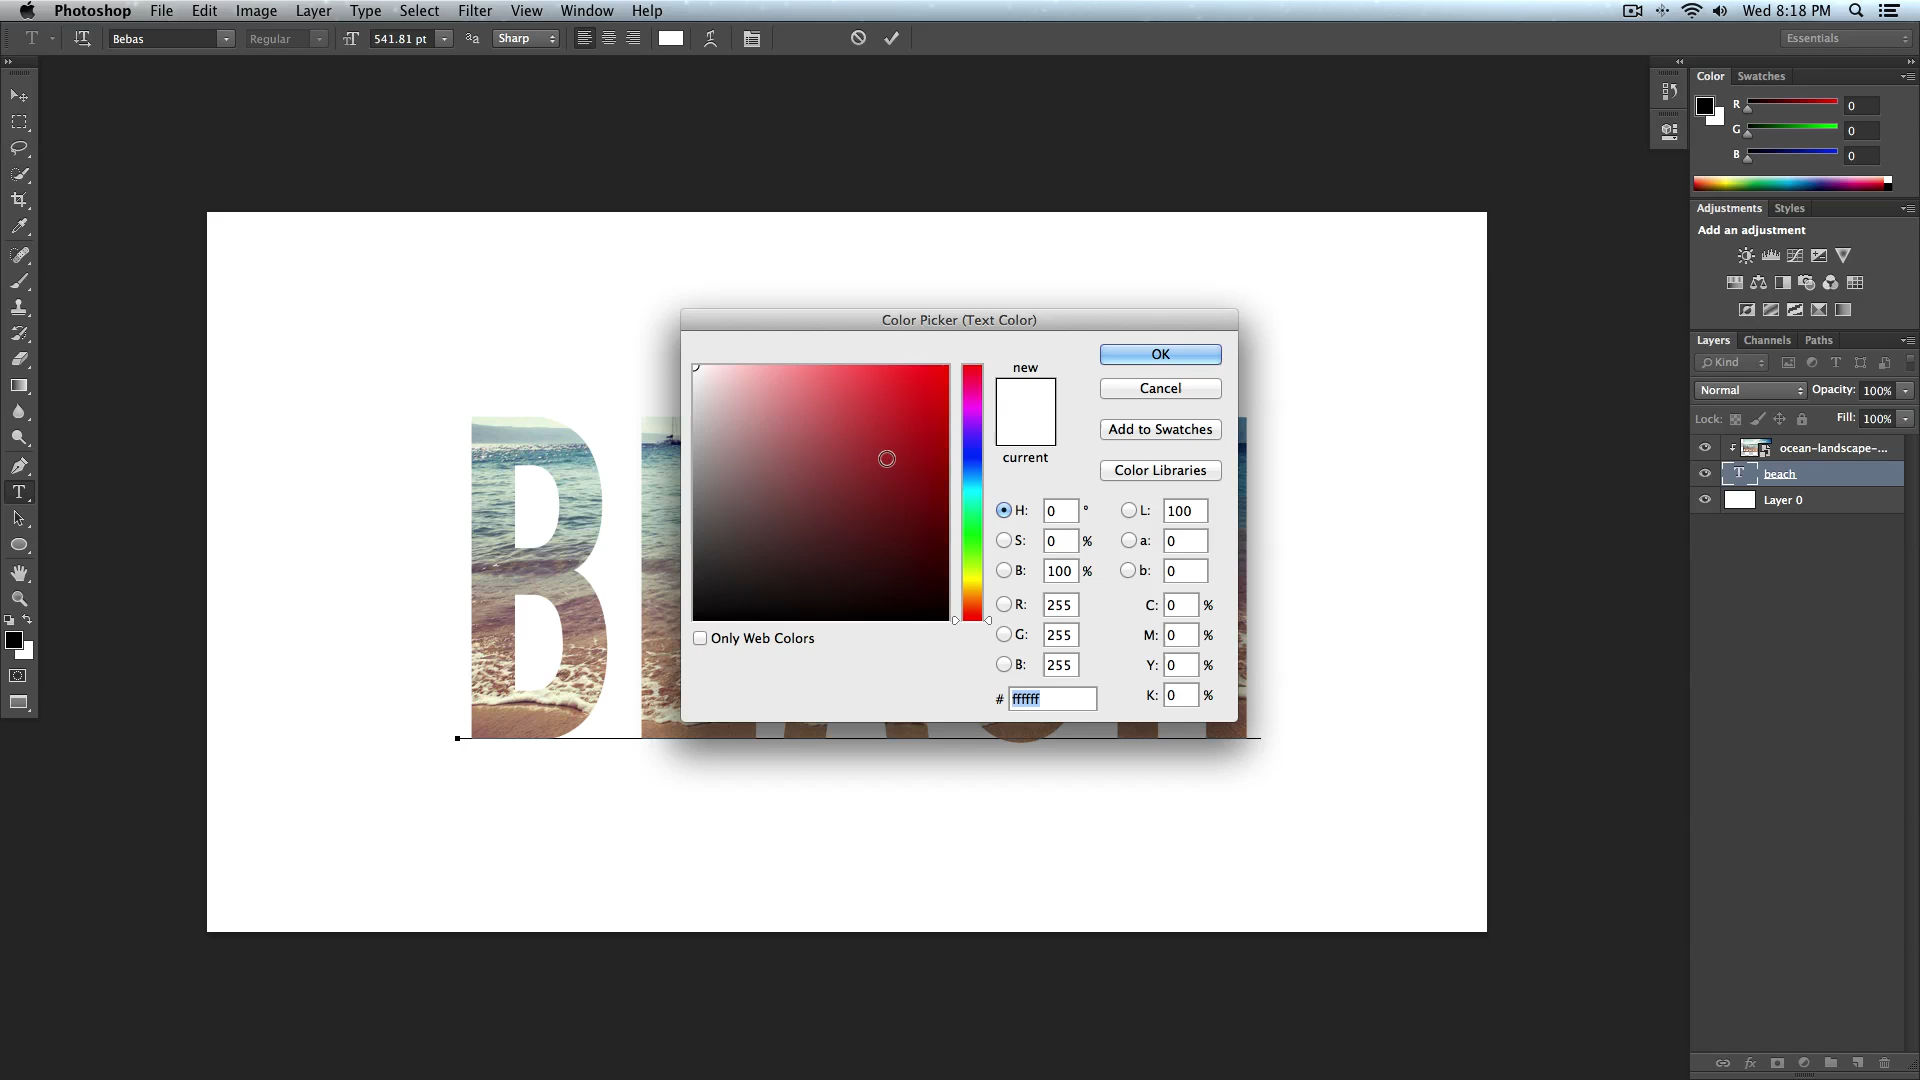 Photoshop File Edit Image Layer Type Select Filter View Window Help Wed 8:18 PM
T Bebas Regular T 541.81 pt aa Sharp Essentials
Color Swatches
R 0
G 0
B 0
Adjustments Styles
Add an adjustment
Layers Channels Paths
Kind
Normal Opacity: 100%
Lock: Fill: 100%
ocean-landscape-...
T beach
Layer 0
B
Color Picker (Text Color)
new
current
OK
Cancel
Add to Swatches
Color Libraries
H: 0 ° L: 100
S: 0 % a: 0
B: 100 % b: 0
R: 255 C: 0 %
G: 255 M: 0 %
B: 255 Y: 0 %
# ffffff K: 0 %
Only Web Colors